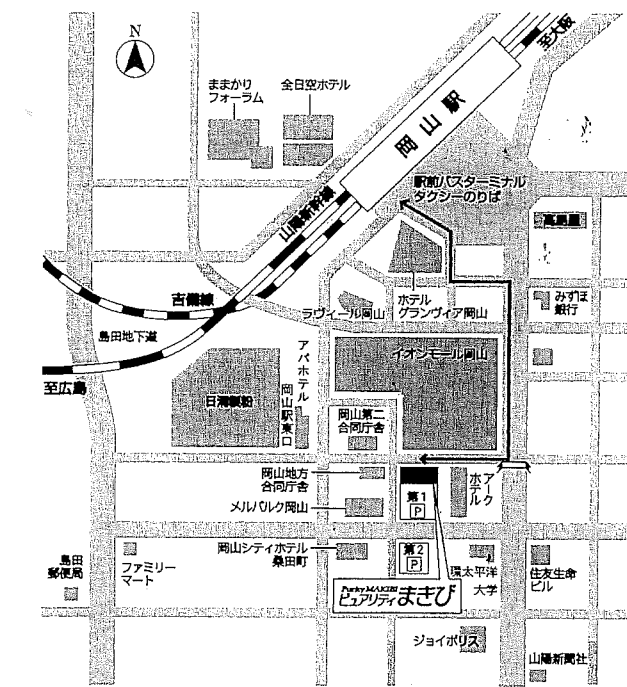 N
ままかり
フォーラム
全日空ホテル
至大阪
岡山駅
駅前バスターミナル
タクシーのりば
山陽新幹線
高島屋
吉備線
ラヴィール岡山
ホテル
グランヴィア岡山
みずほ
銀行
島田地下道
至広島
日清製粉
アパホテル
岡山駅東口
イオンモール岡山
岡山第二
合同庁舎
岡山地方
合同庁舎
メルパルク岡山
第1
P
アーク
ホテル
島田
郵便局
ファミリー
マート
岡山シティホテル
桑田町
第2
P
環太平洋
大学
住友生命
ビル
Purity MAKIBI
ピュアリティまきび
ジョイポリス
山陽新聞社